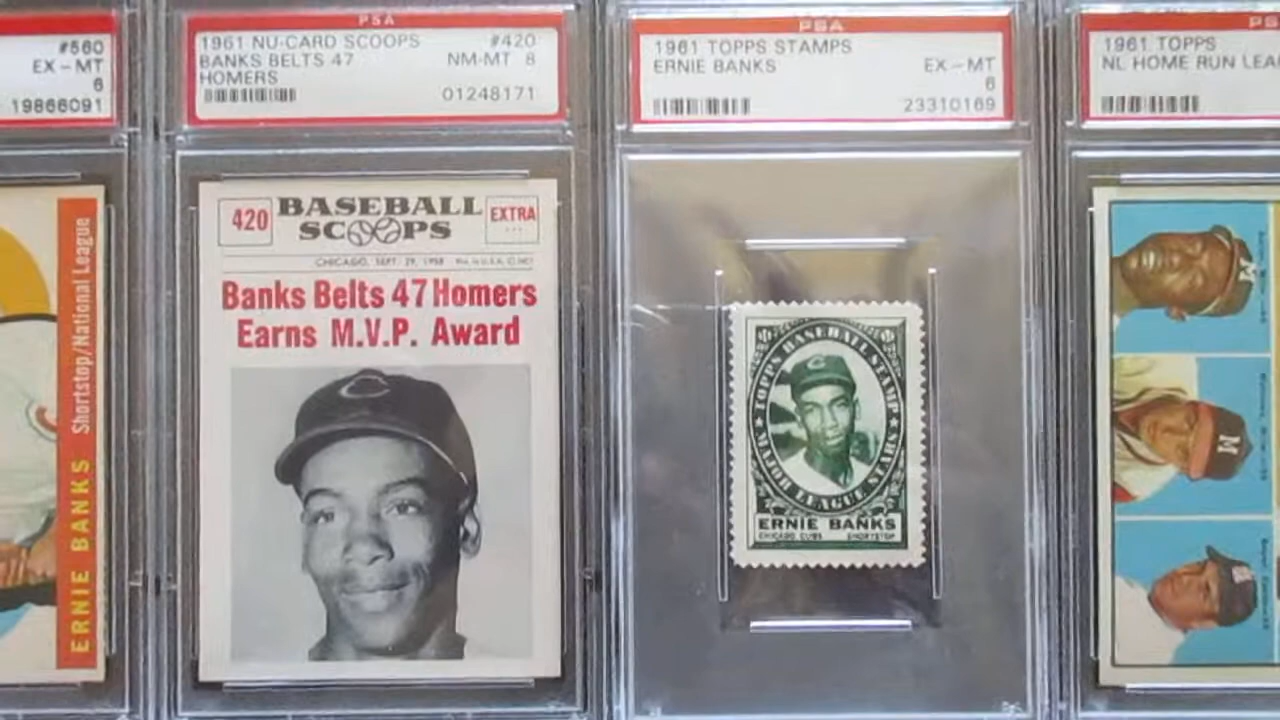 #560
EX-MT
6
19866091
Shortstop/National League
ERNIE BANKS
PSA
1961 NU-CARD SCOOPS #420
BANKS BELTS 47 NM-MT 8
HOMERS
01248171
420 BASEBALL SCOOPS EXTRA
CHICAGO, SEPT. 29, 1958
Banks Belts 47 Homers
Earns M.V.P. Award
PSA
1961 TOPPS STAMPS
ERNIE BANKS EX-MT
6
23310169
TOPPS BASEBALL STAMP
MAJOR LEAGUE STARS
ERNIE BANKS
CHICAGO CUBS SHORTSTOP
PS
1961 TOPPS
NL HOME RUN LEA
M
M